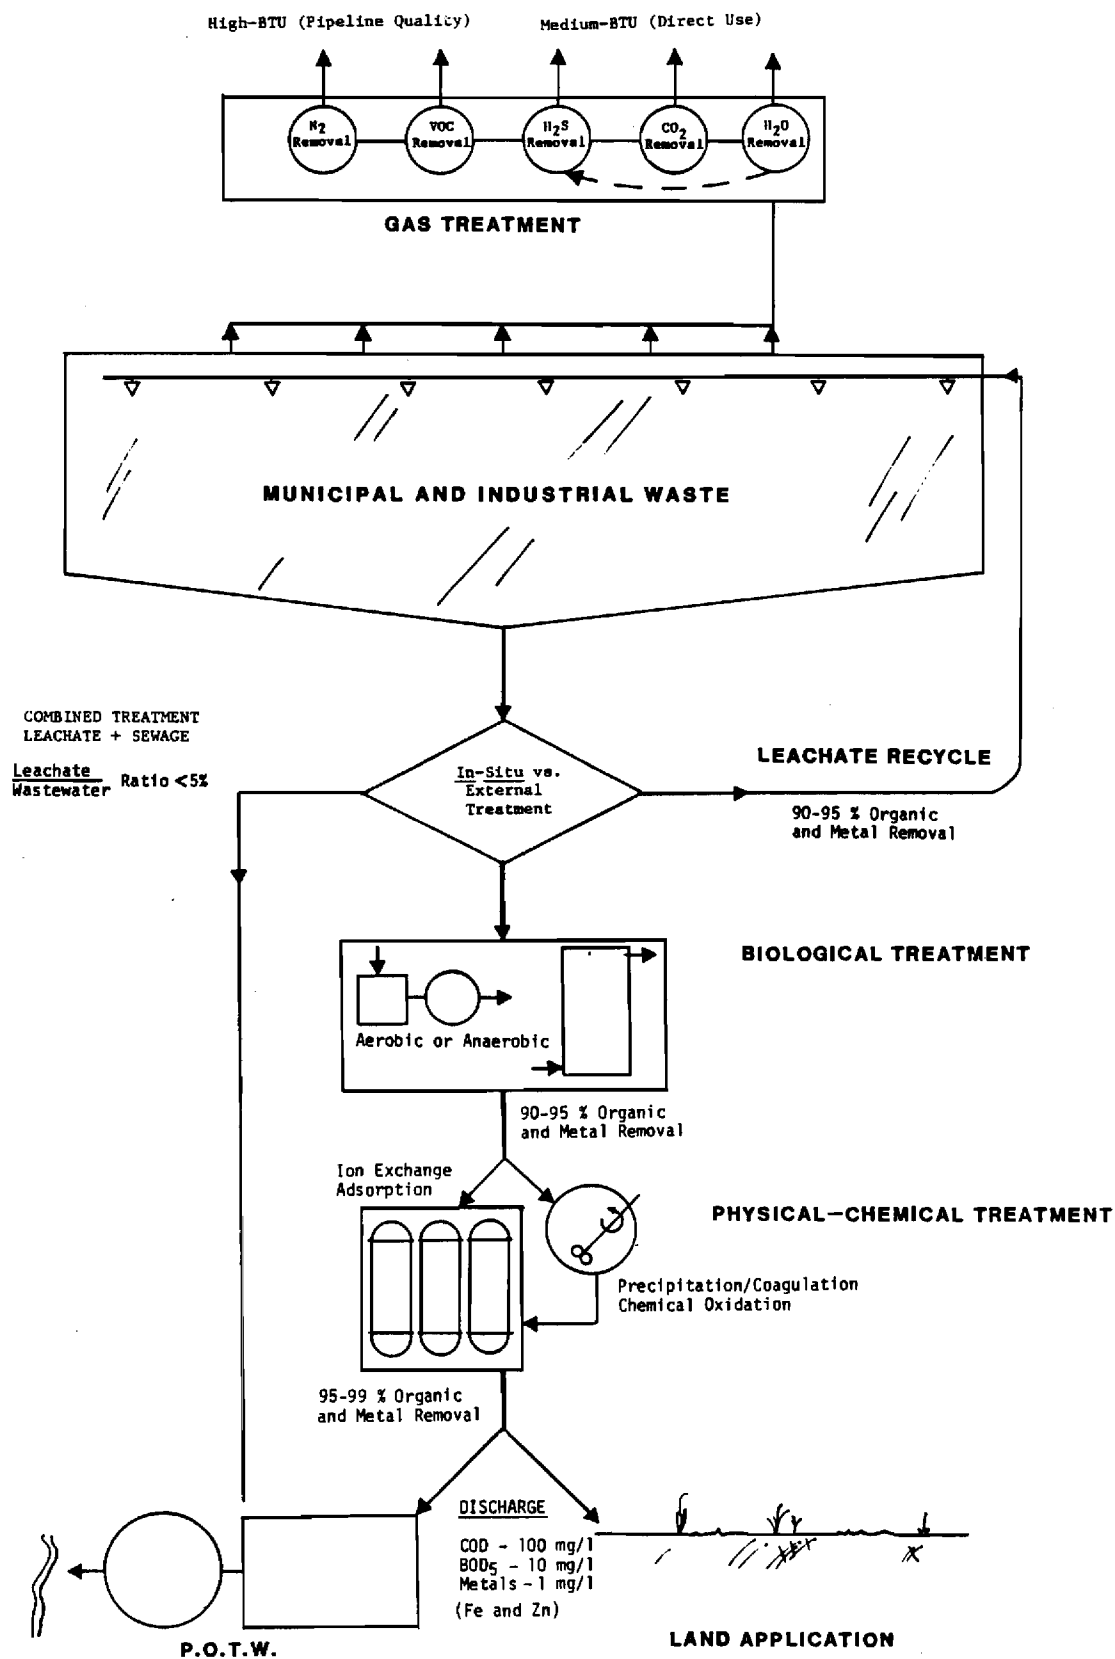 High-BTU (Pipeline Quality)
Medium-BTU (Direct Use)
N2
Removal
VOC
Removal
H2S
Removal
CO2
Removal
H2O
Removal
GAS TREATMENT
MUNICIPAL AND INDUSTRIAL WASTE
COMBINED TREATMENT
LEACHATE + SEWAGE
Leachate
Wastewater Ratio <5%
In-Situ vs.
External
Treatment
LEACHATE RECYCLE
90-95 % Organic
and Metal Removal
BIOLOGICAL TREATMENT
Aerobic or Anaerobic
90-95 % Organic
and Metal Removal
Ion Exchange
Adsorption
PHYSICAL-CHEMICAL TREATMENT
Precipitation/Coagulation
Chemical Oxidation
95-99 % Organic
and Metal Removal
DISCHARGE
COD - 100 mg/l
BOD5 - 10 mg/l
Metals - 1 mg/l
(Fe and Zn)
P.O.T.W.
LAND APPLICATION